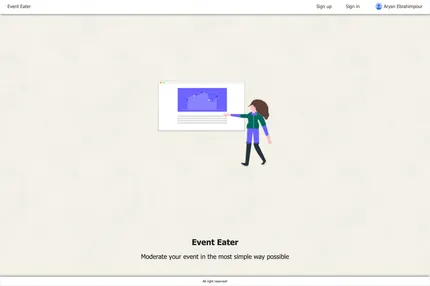 Event Eater
Sign up
Sign in
Aryan Ebrahimpour
Event Eater
Moderate your event in the most simple way possible
All right reserved!